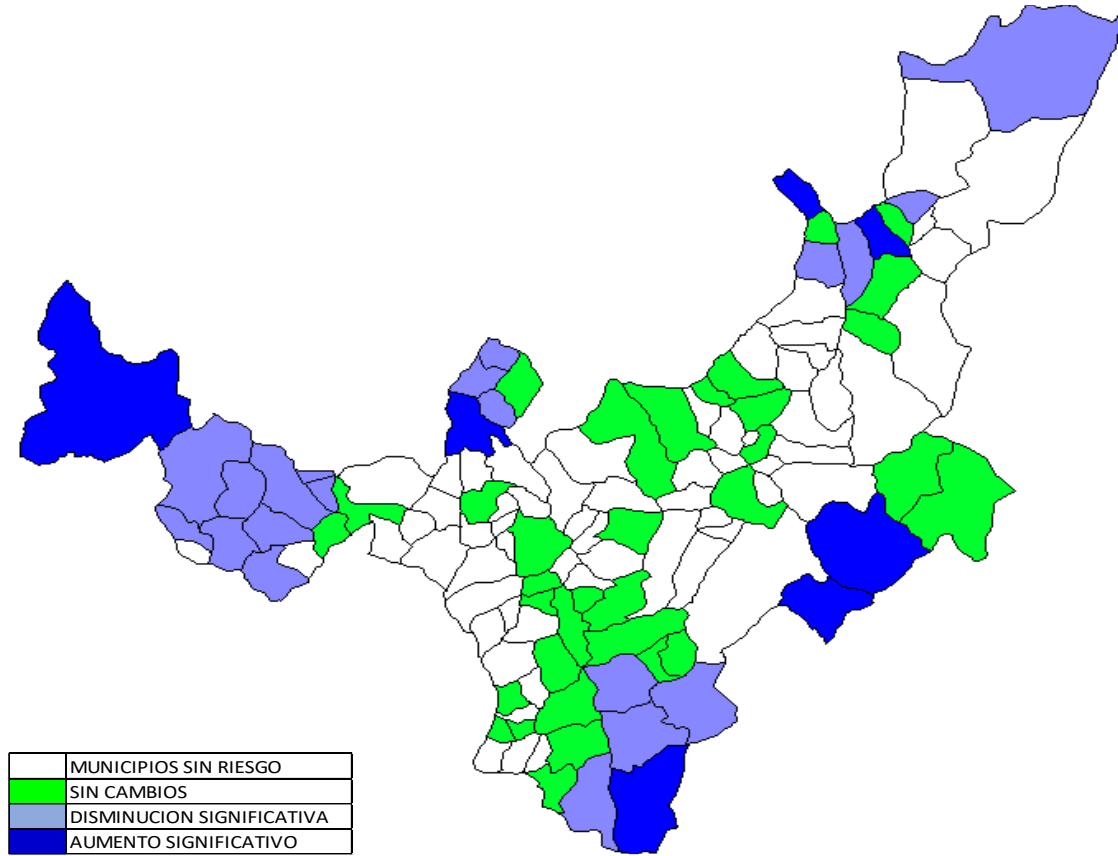 MUNICIPIOS SIN RIESGO
SIN CAMBIOS
DISMINUCION SIGNIFICATIVA
AUMENTO SIGNIFICATIVO